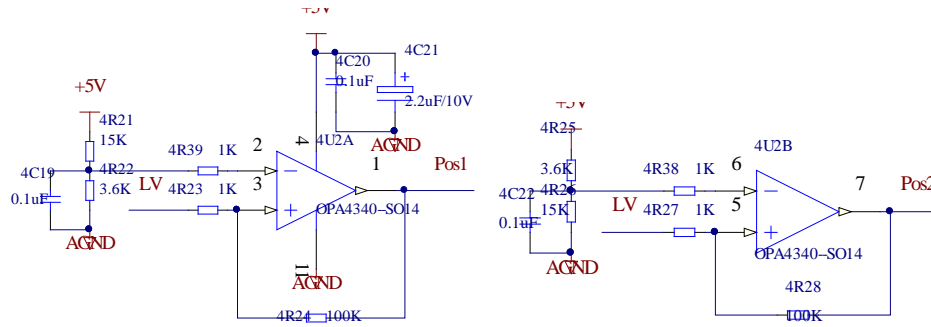 +5V
4C20
4C21
0.1uF
2.2uF/10V
+5V
4R21
15K
4C19
4R22
3.6K
0.1uF
AGND
LV
4R39
1K
4R23
1K
2
3
4
4U2A
1
Pos1
OPA4340-SO14
11
AGND
AGND
4R24
100K
+5V
4R25
3.6K
4C22
15K
0.1uF
AGND
LV
4R38
1K
4R27
1K
6
5
4U2B
7
Pos2
OPA4340-SO14
4R28
100K